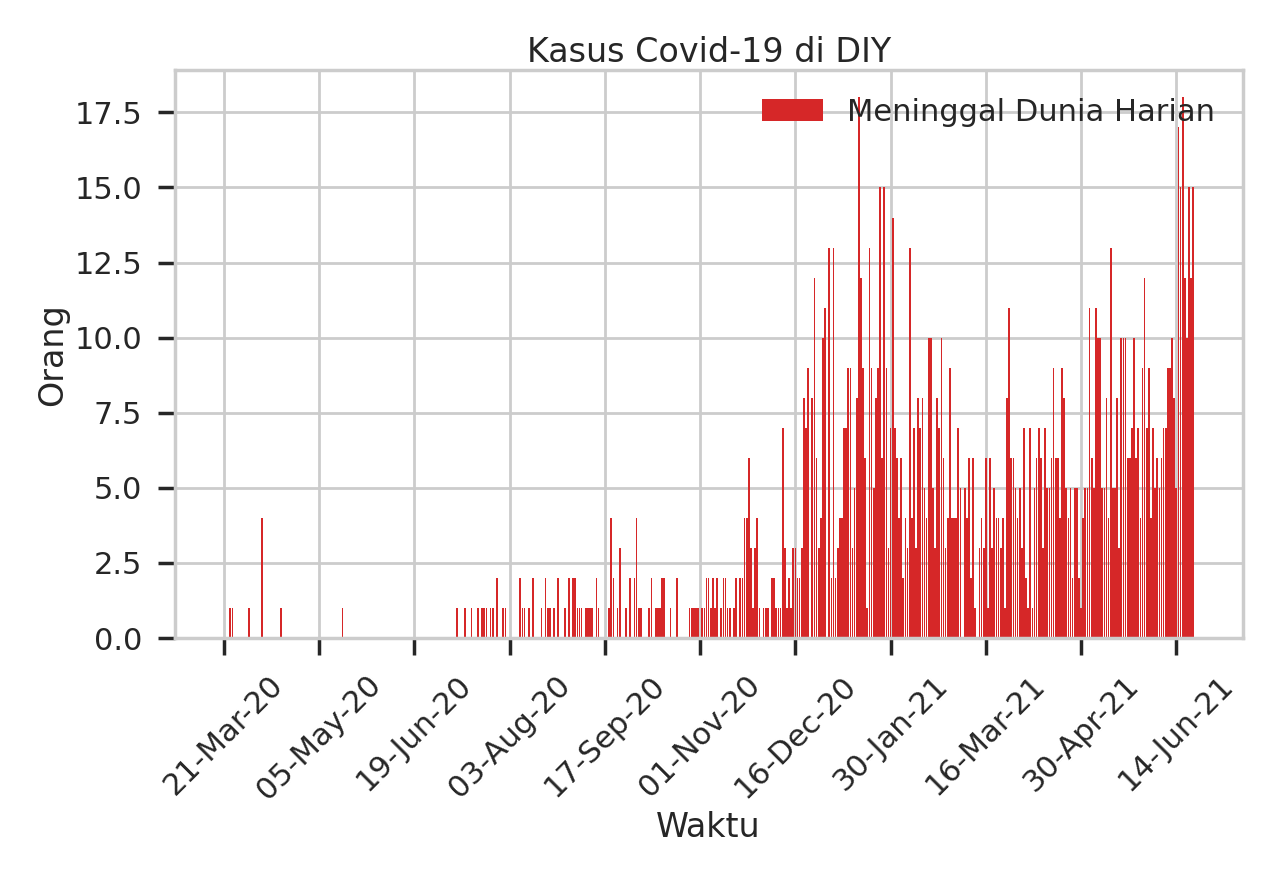 Kasus Covid-19 di DIY
Meninggal Dunia Harian
17.5
15.0
12.5
10.0
7.5
5.0
2.5
0.0
Orang
21-Mar-20
05-May-20
19-Jun-20
03-Aug-20
17-Sep-20
01-Nov-20
16-Dec-20
30-Jan-21
16-Mar-21
30-Apr-21
14-Jun-21
Waktu